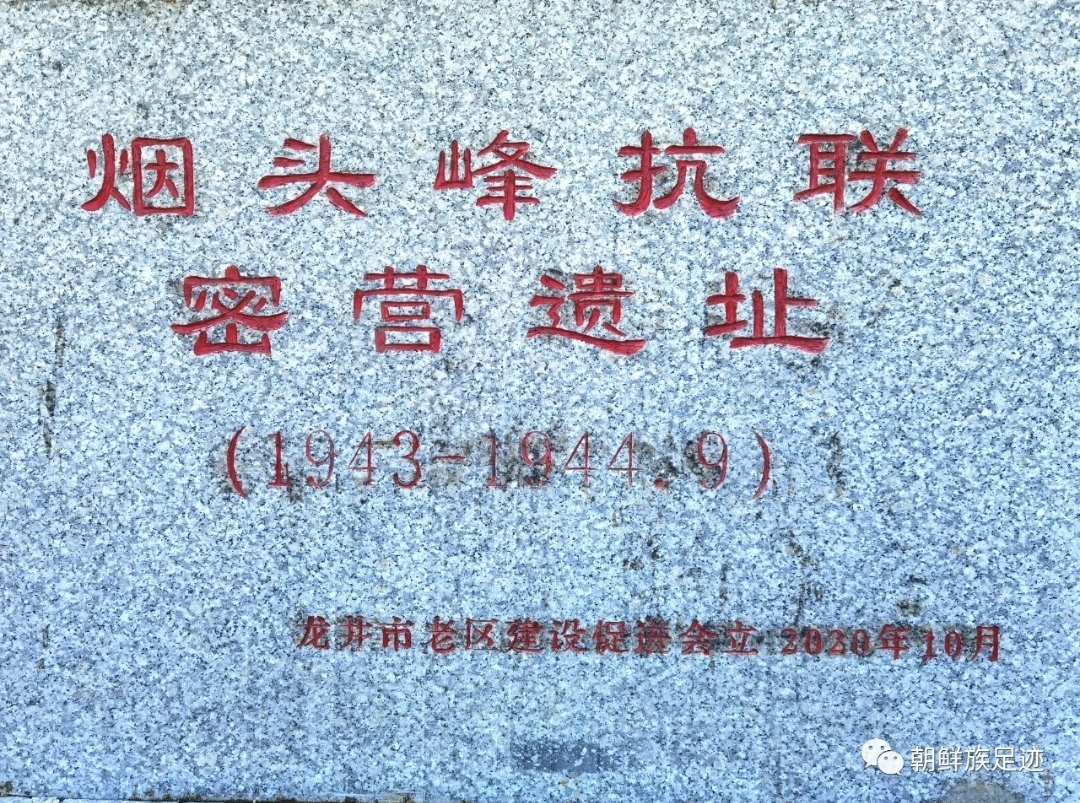 烟头峰抗联
密营遗址
(1943-1944.9)
龙井市老区建设促进会立 2020年10月
朝鲜族足迹